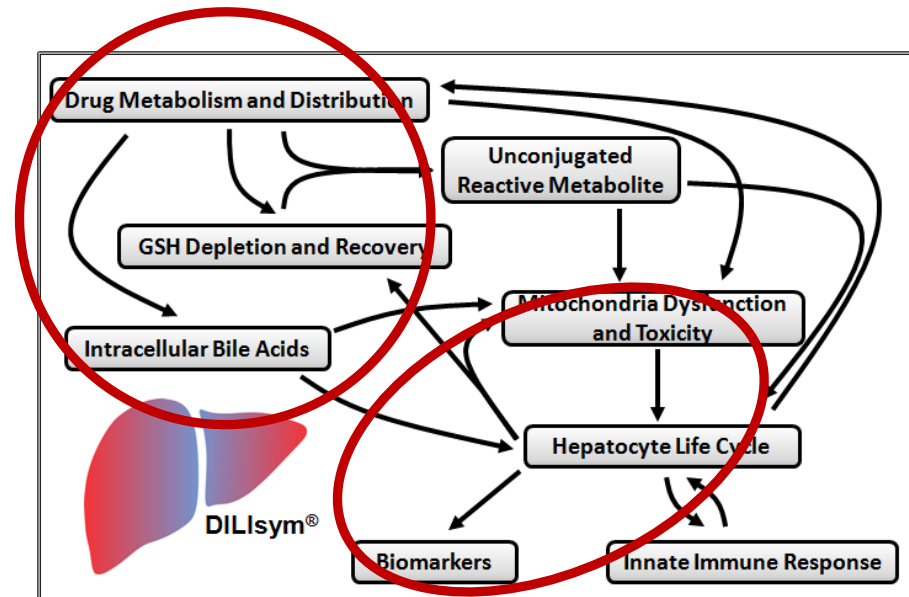 Drug Metabolism and Distribution
Unconjugated
Reactive Metabolite
GSH Depletion and Recovery
Mitochondria Dysfunction
and Toxicity
Intracellular Bile Acids
Hepatocyte Life Cycle
DILIsym®
Biomarkers
Innate Immune Response